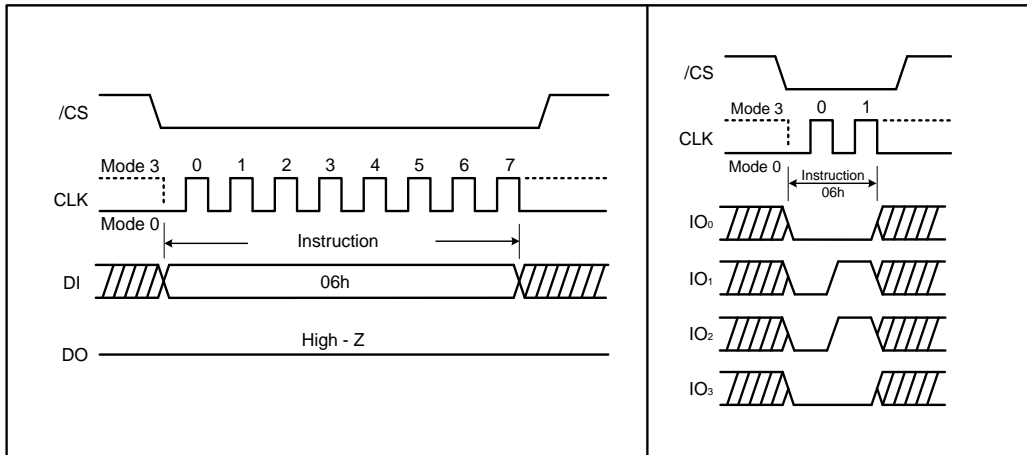 /CS
Mode 3 0 1 2 3 4 5 6 7
CLK
Mode 0
Instruction
DI 06h
High - Z
DO
/CS
Mode 3 0 1
CLK
Mode 0 Instruction
06h
IO₀
IO₁
IO₂
IO₃